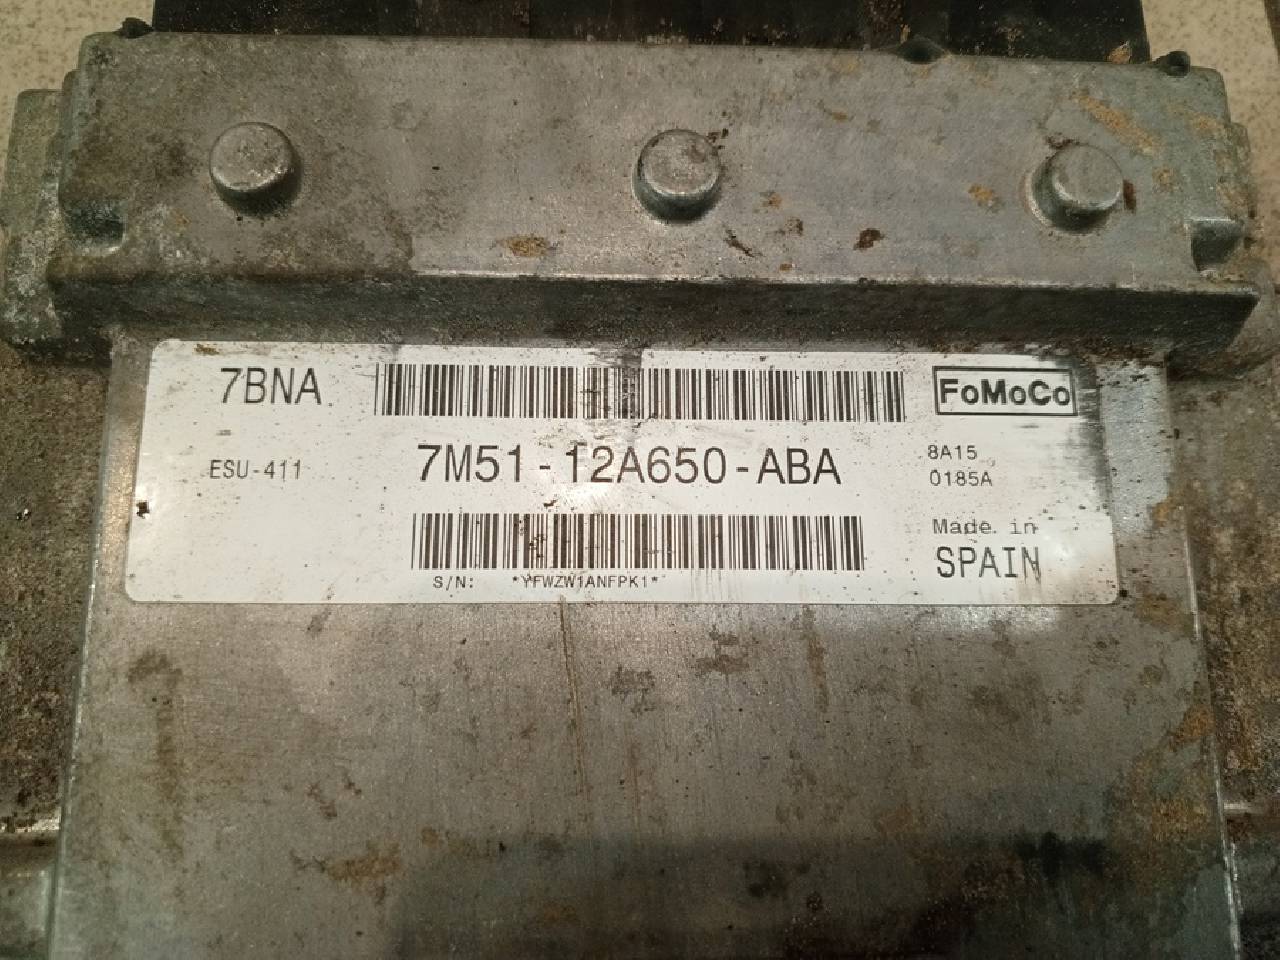 7BNA
FoMoCo
ESU-411
7M51-12A650-ABA
8A15
0185A
Made in
SPAIN
S/N: *YFWZW1ANFPK1*